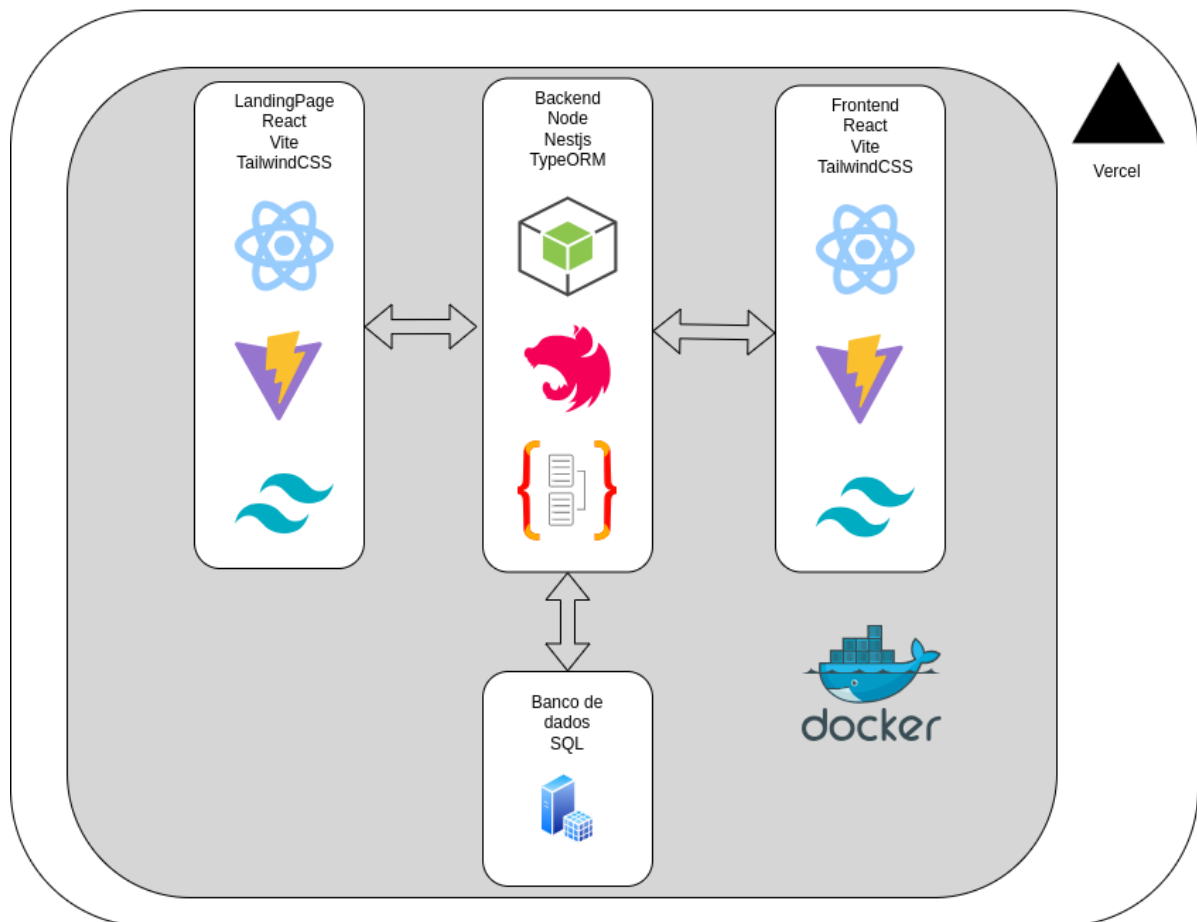 LandingPage
React
Vite
TailwindCSS
Backend
Node
Nestjs
TypeORM
Frontend
React
Vite
TailwindCSS
Vercel
docker
Banco de
dados
SQL